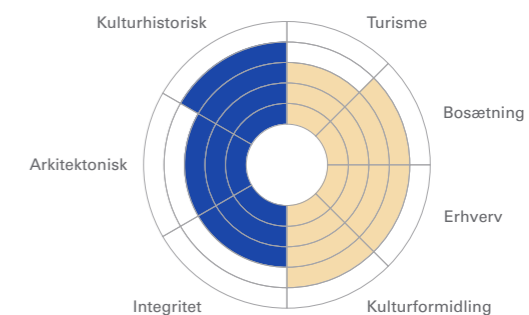 Kulturhistorisk
Turisme
Bosætning
Arkitektonisk
Erhverv
Integritet
Kulturformidling